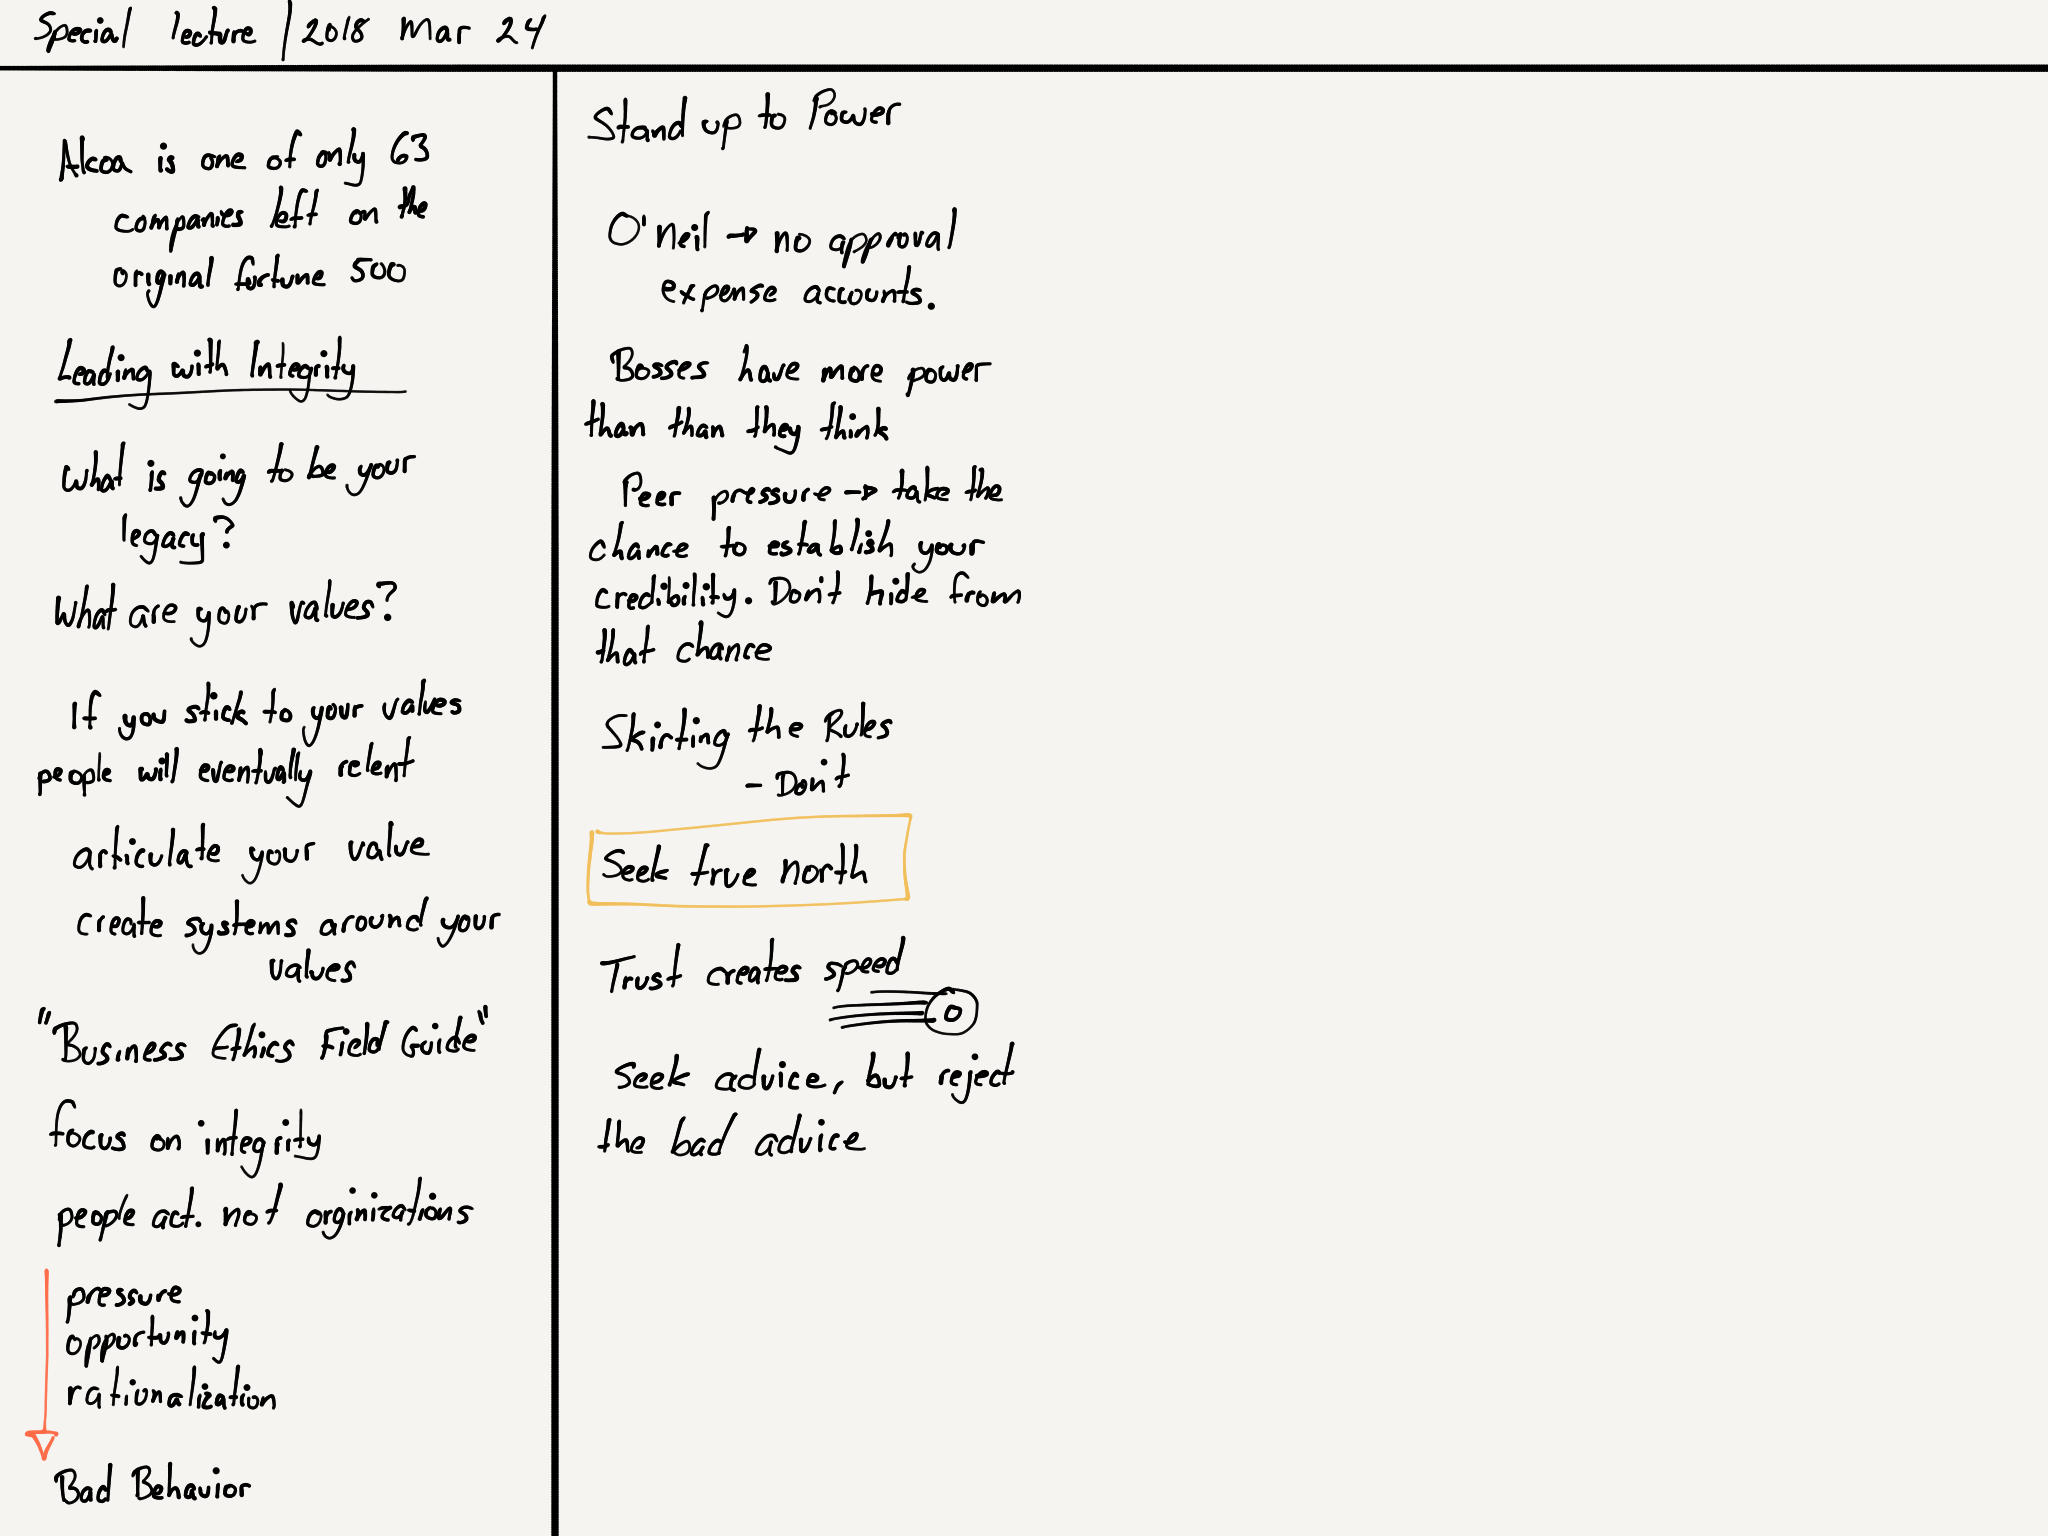 Special lecture | 2018 Mar 24
Alcoa is one of only 63
companies left on the
original fortune 500
Leading with Integrity
What is going to be your
legacy?
What are your values?
If you stick to your values
people will eventually relent
articulate your value
create systems around your
values
"Business Ethics Field Guide"
focus on integrity
people act. not orginizations
pressure
opportunity
rationalization
Bad Behavior
Stand up to Power
O'Neil → no approval
expense accounts.
Bosses have more power
than than they think
Peer pressure → take the
chance to establish your
credibility. Don't hide from
that chance
Skirting the Rules
- Don't
Seek true north
Trust creates speed
Seek advice, but reject
the bad advice